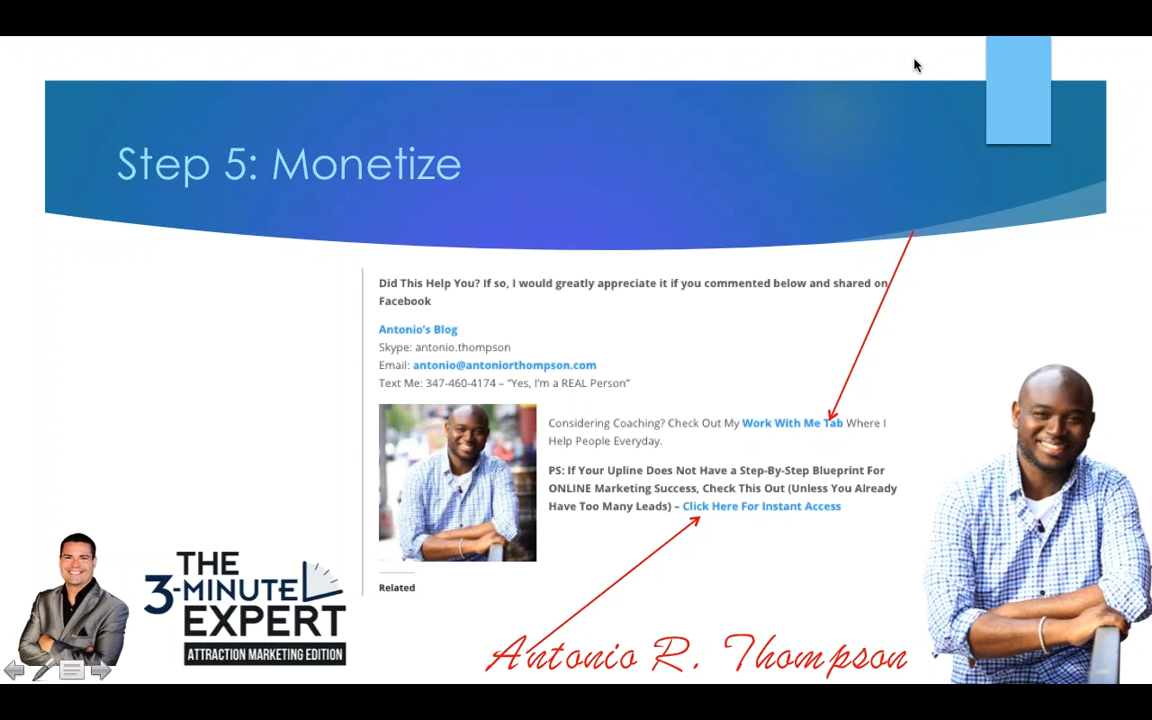 Step 5: Monetize
Did This Help You? If so, I would greatly appreciate it if you commented below and shared on
Facebook
Antonio's Blog
Skype: antonio.thompson
Email: antonio@antoniorthompson.com
Text Me: 347-460-4174 – “Yes, I'm a REAL Person”
Considering Coaching? Check Out My Work With Me Tab Where I
Help People Everyday.
PS: If Your Upline Does Not Have a Step-By-Step Blueprint For
ONLINE Marketing Success, Check This Out (Unless You Already
Have Too Many Leads) – Click Here For Instant Access
Related
THE
3-MINUTE
EXPERT
ATTRACTION MARKETING EDITION
Antonio R. Thompson